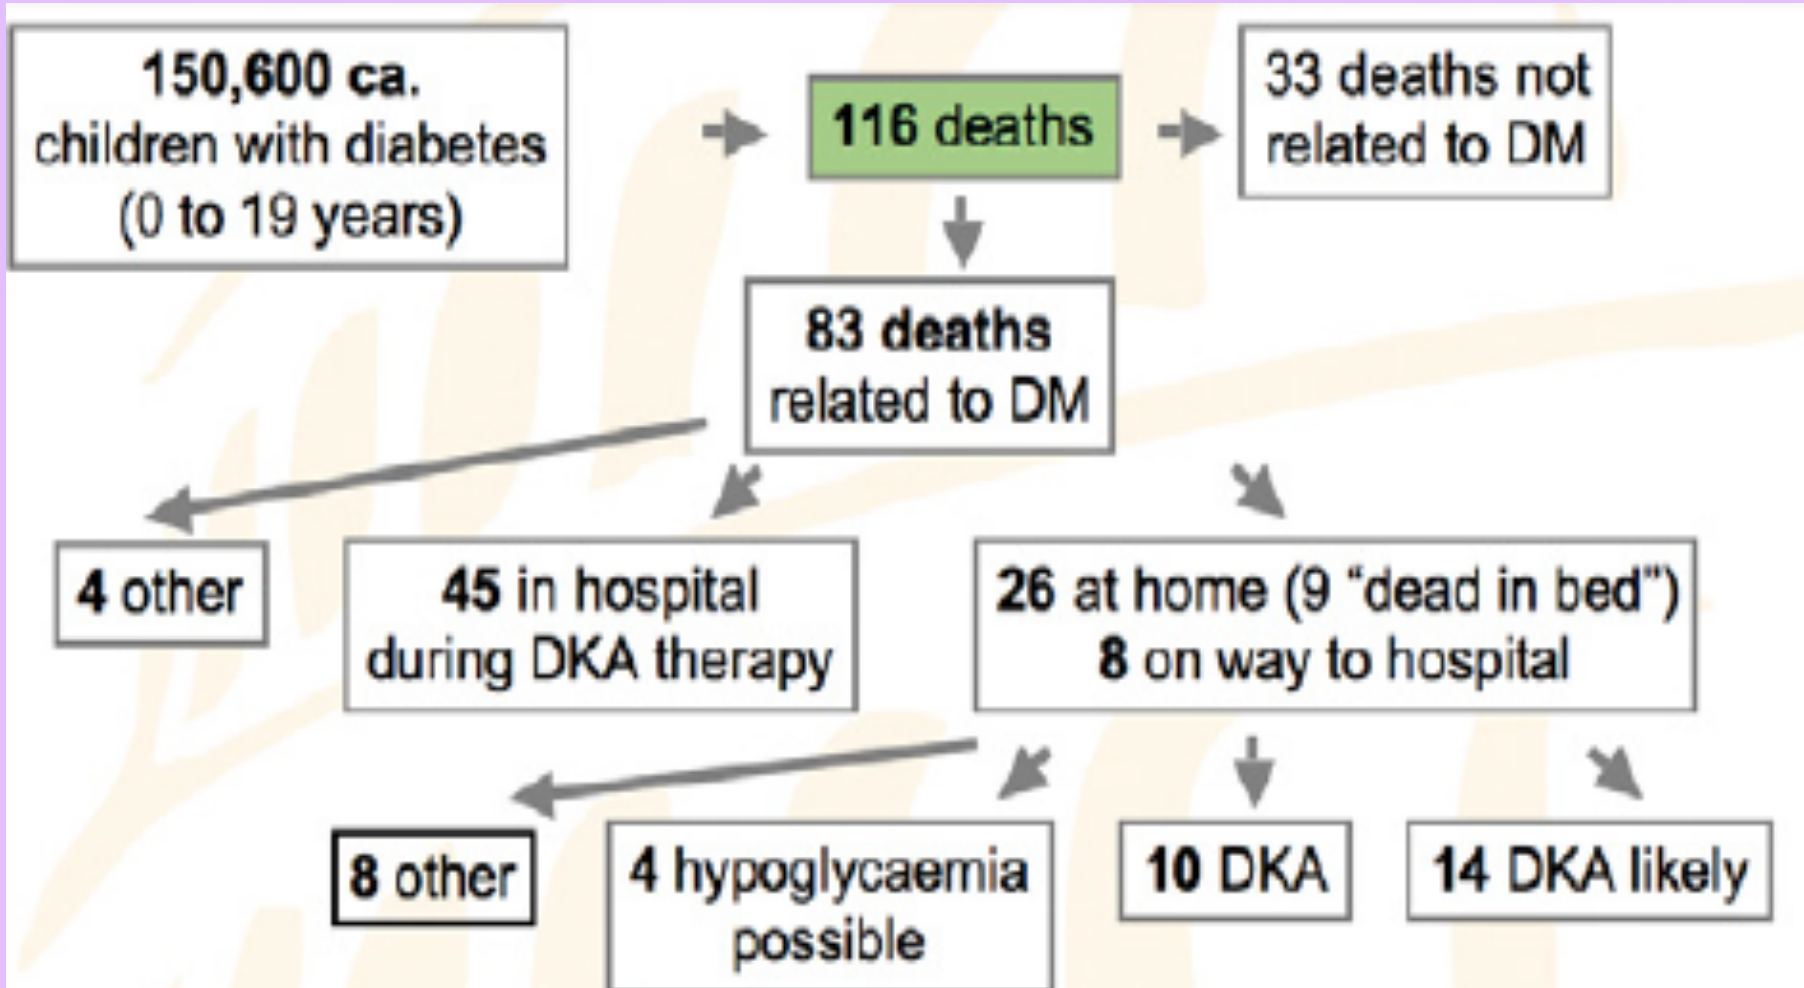 150,600 ca.
children with diabetes
(0 to 19 years)
116 deaths
33 deaths not
related to DM
83 deaths
related to DM
4 other
45 in hospital
during DKA therapy
26 at home (9 “dead in bed”)
8 on way to hospital
8 other
4 hypoglycaemia
possible
10 DKA
14 DKA likely